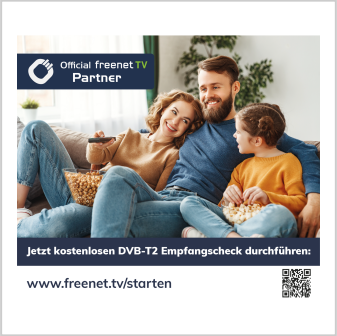 Official freenet TV
Partner
Jetzt kostenlosen DVB-T2 Empfangscheck durchführen:
www.freenet.tv/starten